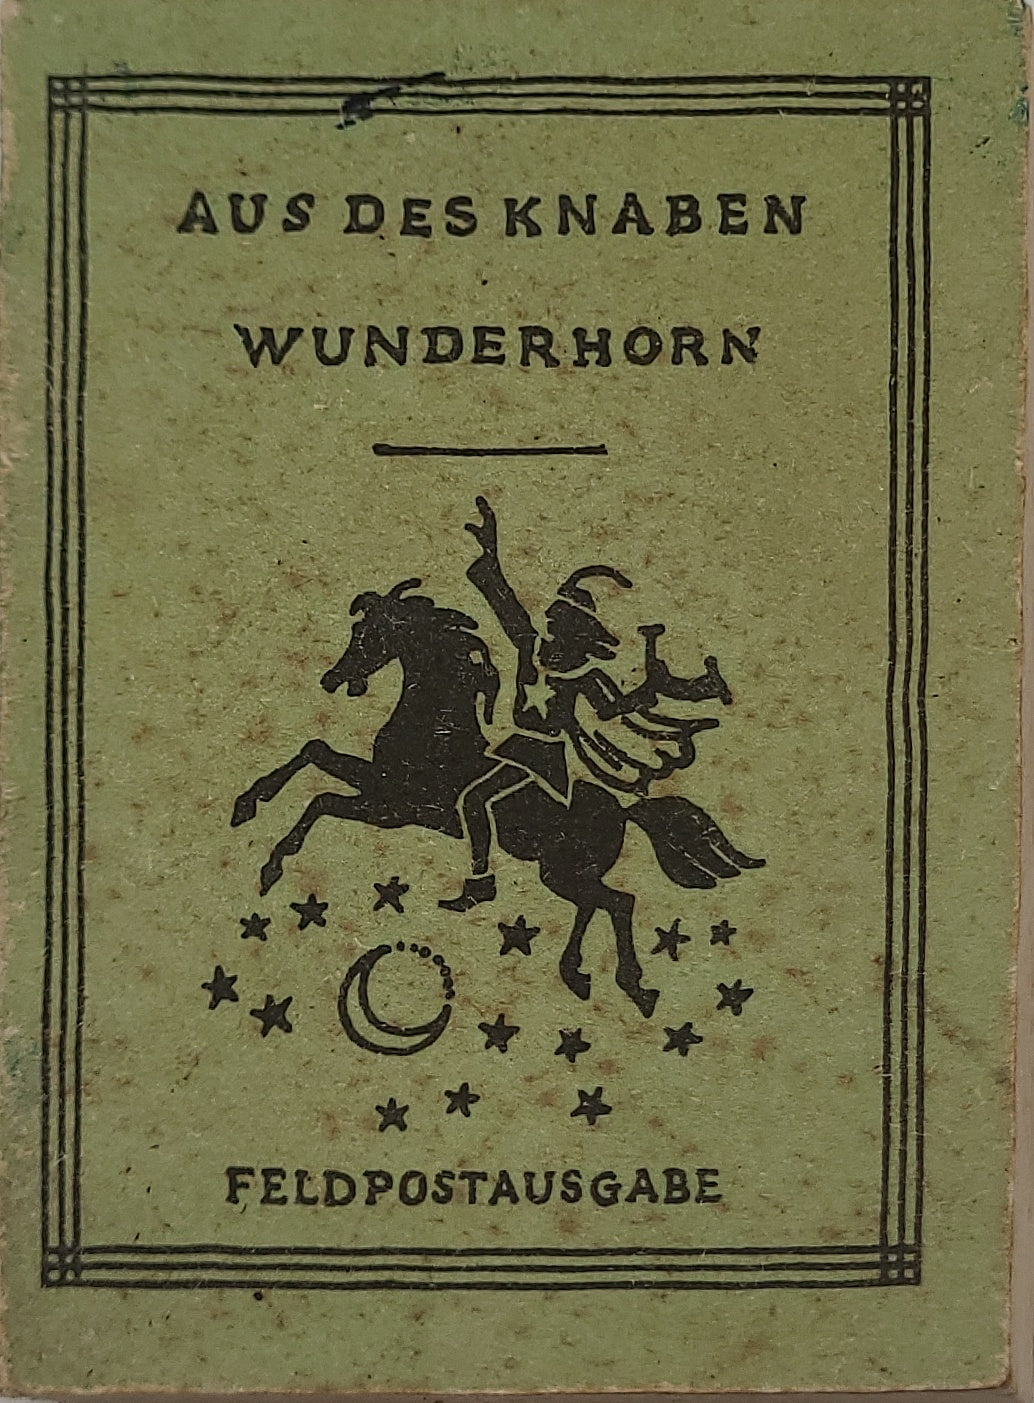 AUS DES KNABEN
WUNDERHORN
FELDPOSTAUSGABE